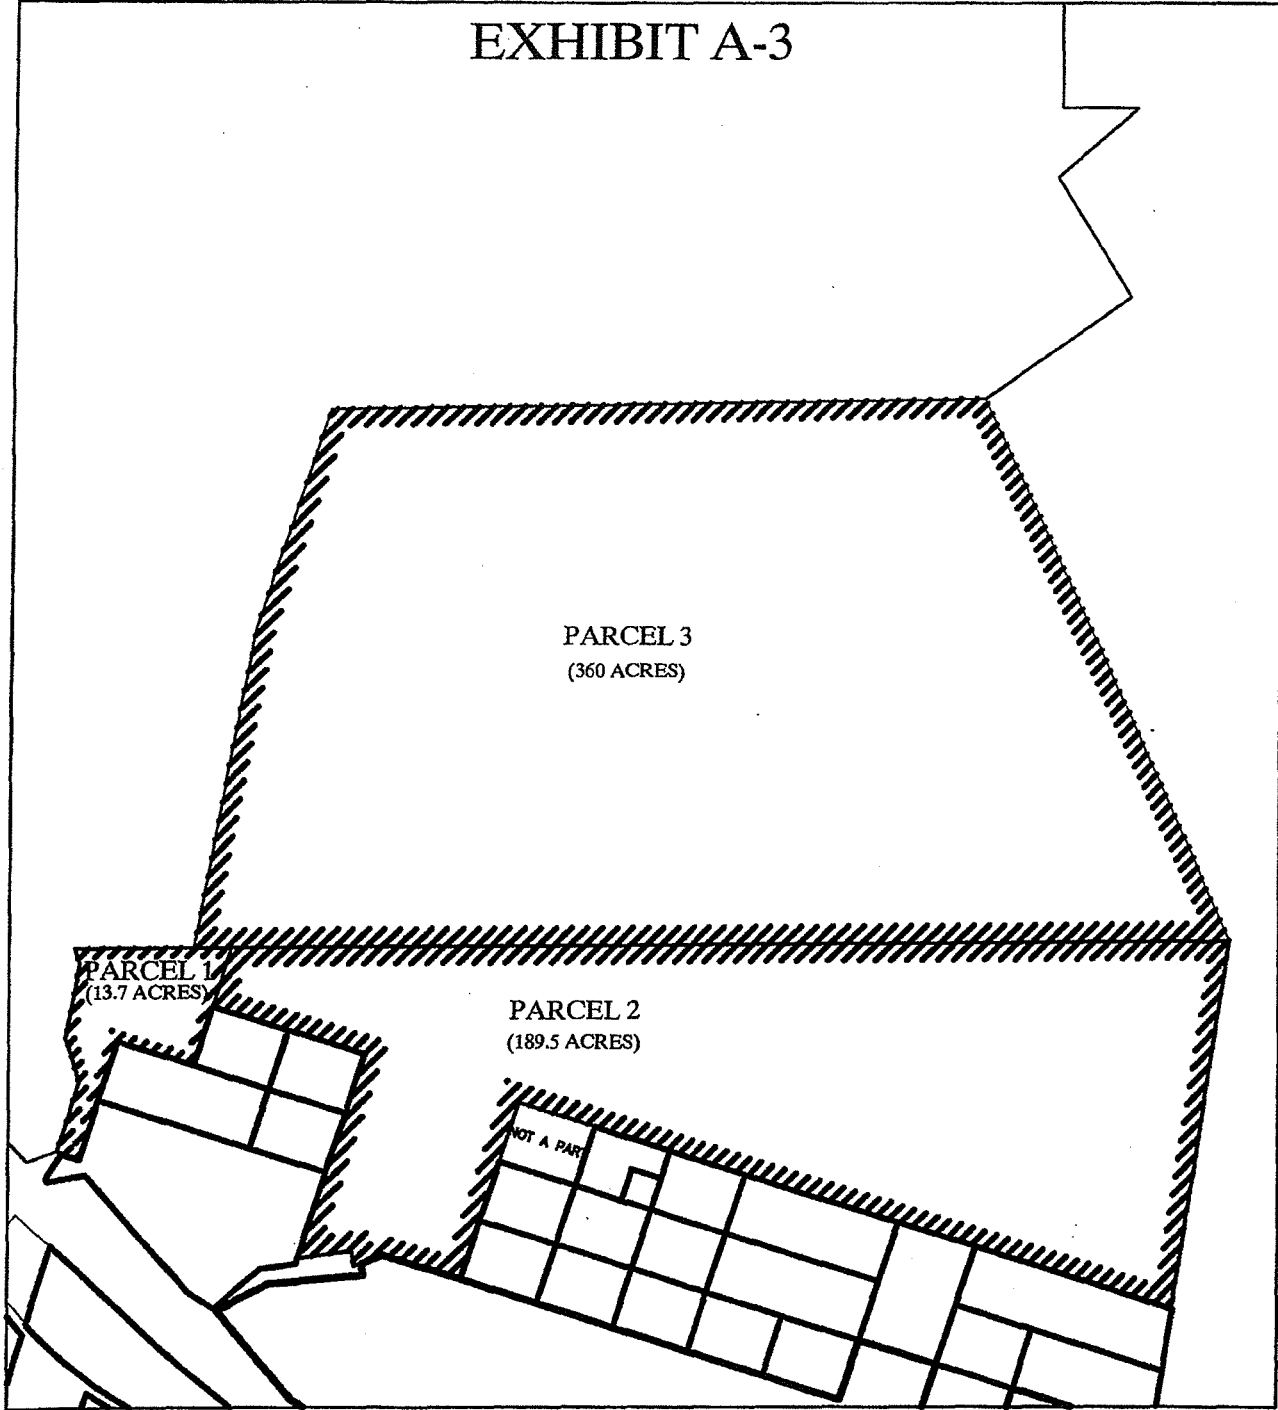 EXHIBIT A-3
PARCEL 3
(360 ACRES)
PARCEL 1
(13.7 ACRES)
PARCEL 2
(189.5 ACRES)
NOT A PART